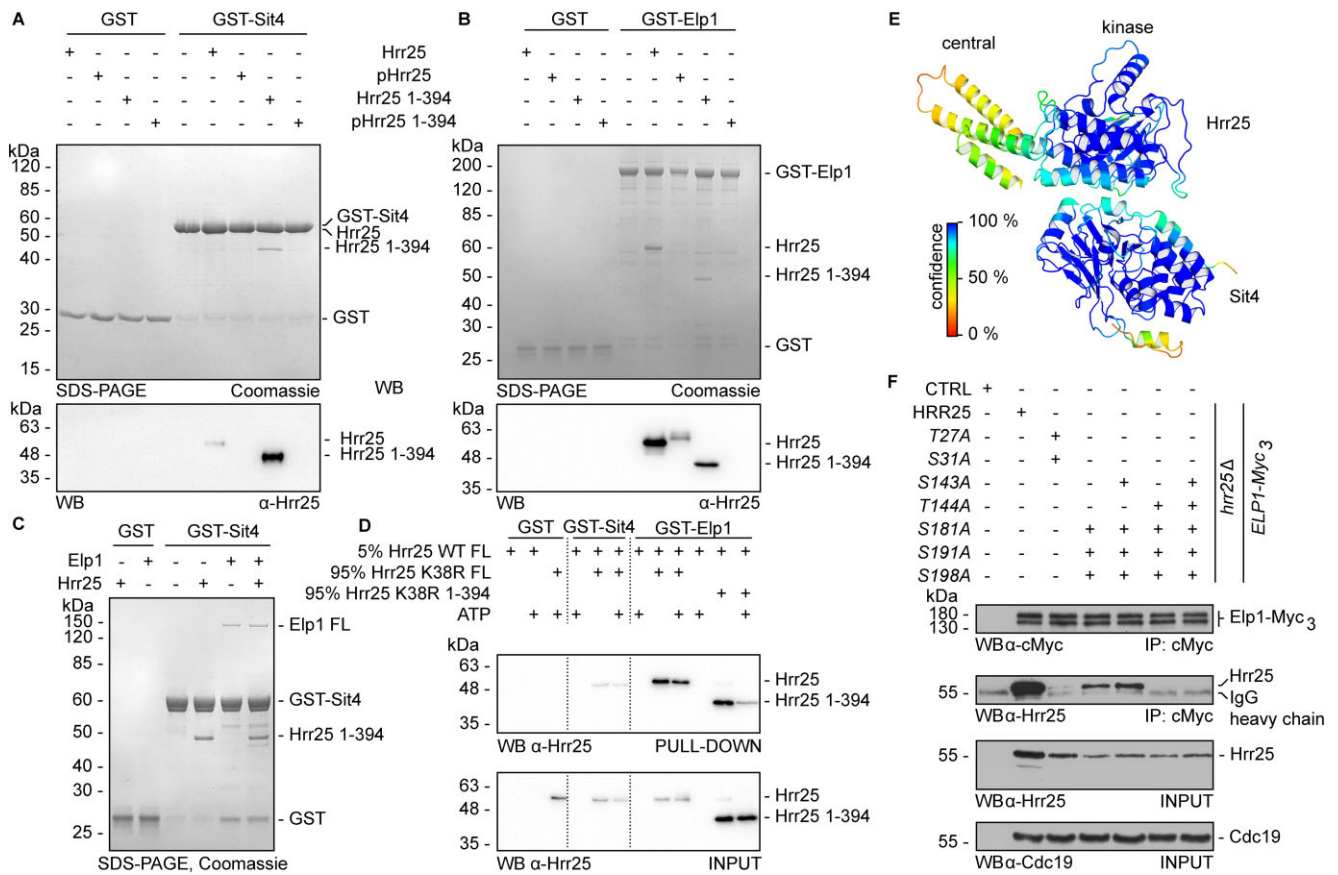 A
GST GST-Sit4
+ - - - - + - - - Hrr25
- + - - - - + - - pHrr25
- - + - - - - + - Hrr25 1-394
- - - + - - - - + pHrr25 1-394
kDa
120 -
85 -
60 -
50 -
40 -
30 -
25 -
15 -
GST-Sit4
Hrr25
Hrr25 1-394
GST
SDS-PAGE Coomassie WB
kDa
63 -
48 -
35 -
Hrr25
Hrr25 1-394
WB α-Hrr25
B
GST GST-Elp1
+ - - - - + - - - Hrr25
- + - - - - + - - pHrr25
- - + - - - - + - Hrr25 1-394
- - - + - - - - + pHrr25 1-394
kDa
200 -
120 -
85 -
60 -
50 -
40 -
30 -
25 -
GST-Elp1
Hrr25
Hrr25 1-394
GST
SDS-PAGE Coomassie
kDa
63 -
48 -
35 -
Hrr25
Hrr25 1-394
WB α-Hrr25
C
GST GST-Sit4
Elp1 - + - - + +
Hrr25 + - - + - +
kDa
150 -
120 -
85 -
60 -
50 -
40 -
30 -
25 -
Elp1 FL
GST-Sit4
Hrr25 1-394
GST
SDS-PAGE, Coomassie
D
GST GST-Sit4 GST-Elp1
5% Hrr25 WT FL + + + + + + + + + + +
95% Hrr25 K38R FL - - + - + + - + + - -
95% Hrr25 K38R 1-394 - - - - - - - - - + +
ATP - + + - - + - - + - +
kDa
63 -
48 -
35 -
Hrr25
Hrr25 1-394
WB α-Hrr25 PULL-DOWN
63 -
48 -
35 -
Hrr25
Hrr25 1-394
WB α-Hrr25 INPUT
E
central
kinase
Hrr25
confidence
100 %
50 %
0 %
Sit4
F
CTRL + - - - - - -
HRR25 - + - - - - -
T27A - - + - - - -
S31A - - + - - - -
S143A - - - - + - +
T144A - - - - - + +
S181A - - - + + + +
S191A - - - + + + +
S198A - - - + + + +
hrr25Δ
ELP1-Myc3
kDa
180 -
130 -
Elp1-Myc3
WB α-cMyc IP: cMyc
55 -
Hrr25
IgG
heavy chain
WB α-Hrr25 IP: cMyc
55 -
Hrr25
WB α-Hrr25 INPUT
55 -
Cdc19
WB α-Cdc19 INPUT